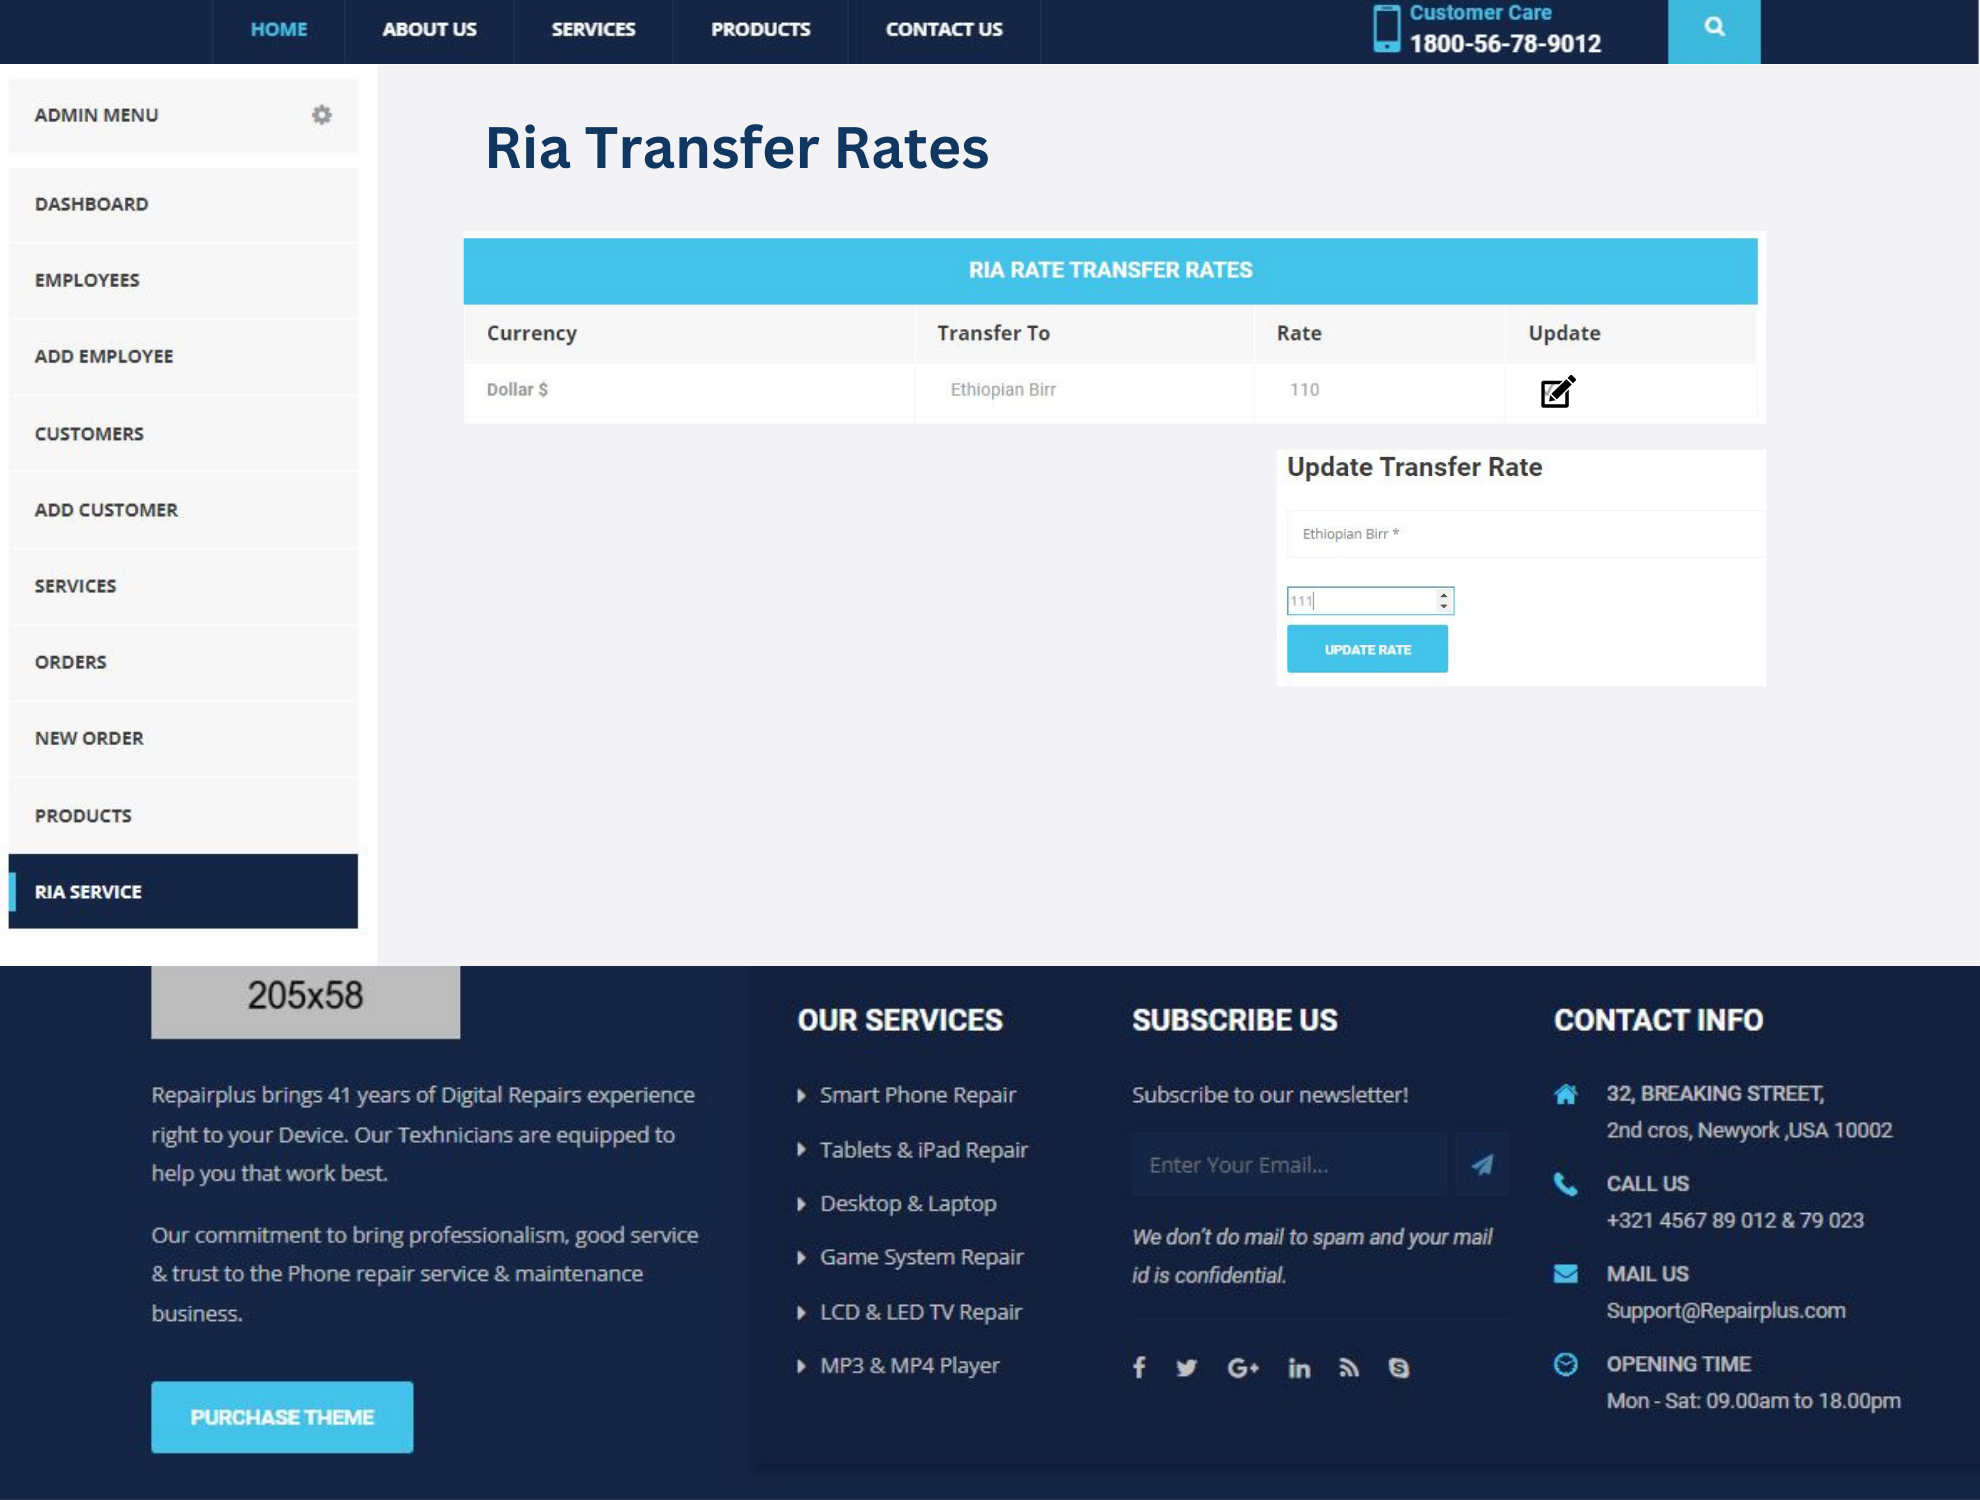 HOME
ABOUT US
SERVICES
PRODUCTS
CONTACT US
Customer Care
1800-56-78-9012
ADMIN MENU
DASHBOARD
EMPLOYEES
ADD EMPLOYEE
CUSTOMERS
ADD CUSTOMER
SERVICES
ORDERS
NEW ORDER
PRODUCTS
RIA SERVICE
Ria Transfer Rates
RIA RATE TRANSFER RATES
Currency Transfer To Rate Update
Dollar $ Ethiopian Birr 110
Update Transfer Rate
Ethiopian Birr *
111
UPDATE RATE
205x58
Repairplus brings 41 years of Digital Repairs experience
right to your Device. Our Texhnicians are equipped to
help you that work best.
Our commitment to bring professionalism, good service
& trust to the Phone repair service & maintenance
business.
PURCHASE THEME
OUR SERVICES
Smart Phone Repair
Tablets & iPad Repair
Desktop & Laptop
Game System Repair
LCD & LED TV Repair
MP3 & MP4 Player
SUBSCRIBE US
Subscribe to our newsletter!
Enter Your Email...
We don't do mail to spam and your mail
id is confidential.
CONTACT INFO
32, BREAKING STREET,
2nd cros, Newyork ,USA 10002
CALL US
+321 4567 89 012 & 79 023
MAIL US
Support@Repairplus.com
OPENING TIME
Mon - Sat: 09.00am to 18.00pm